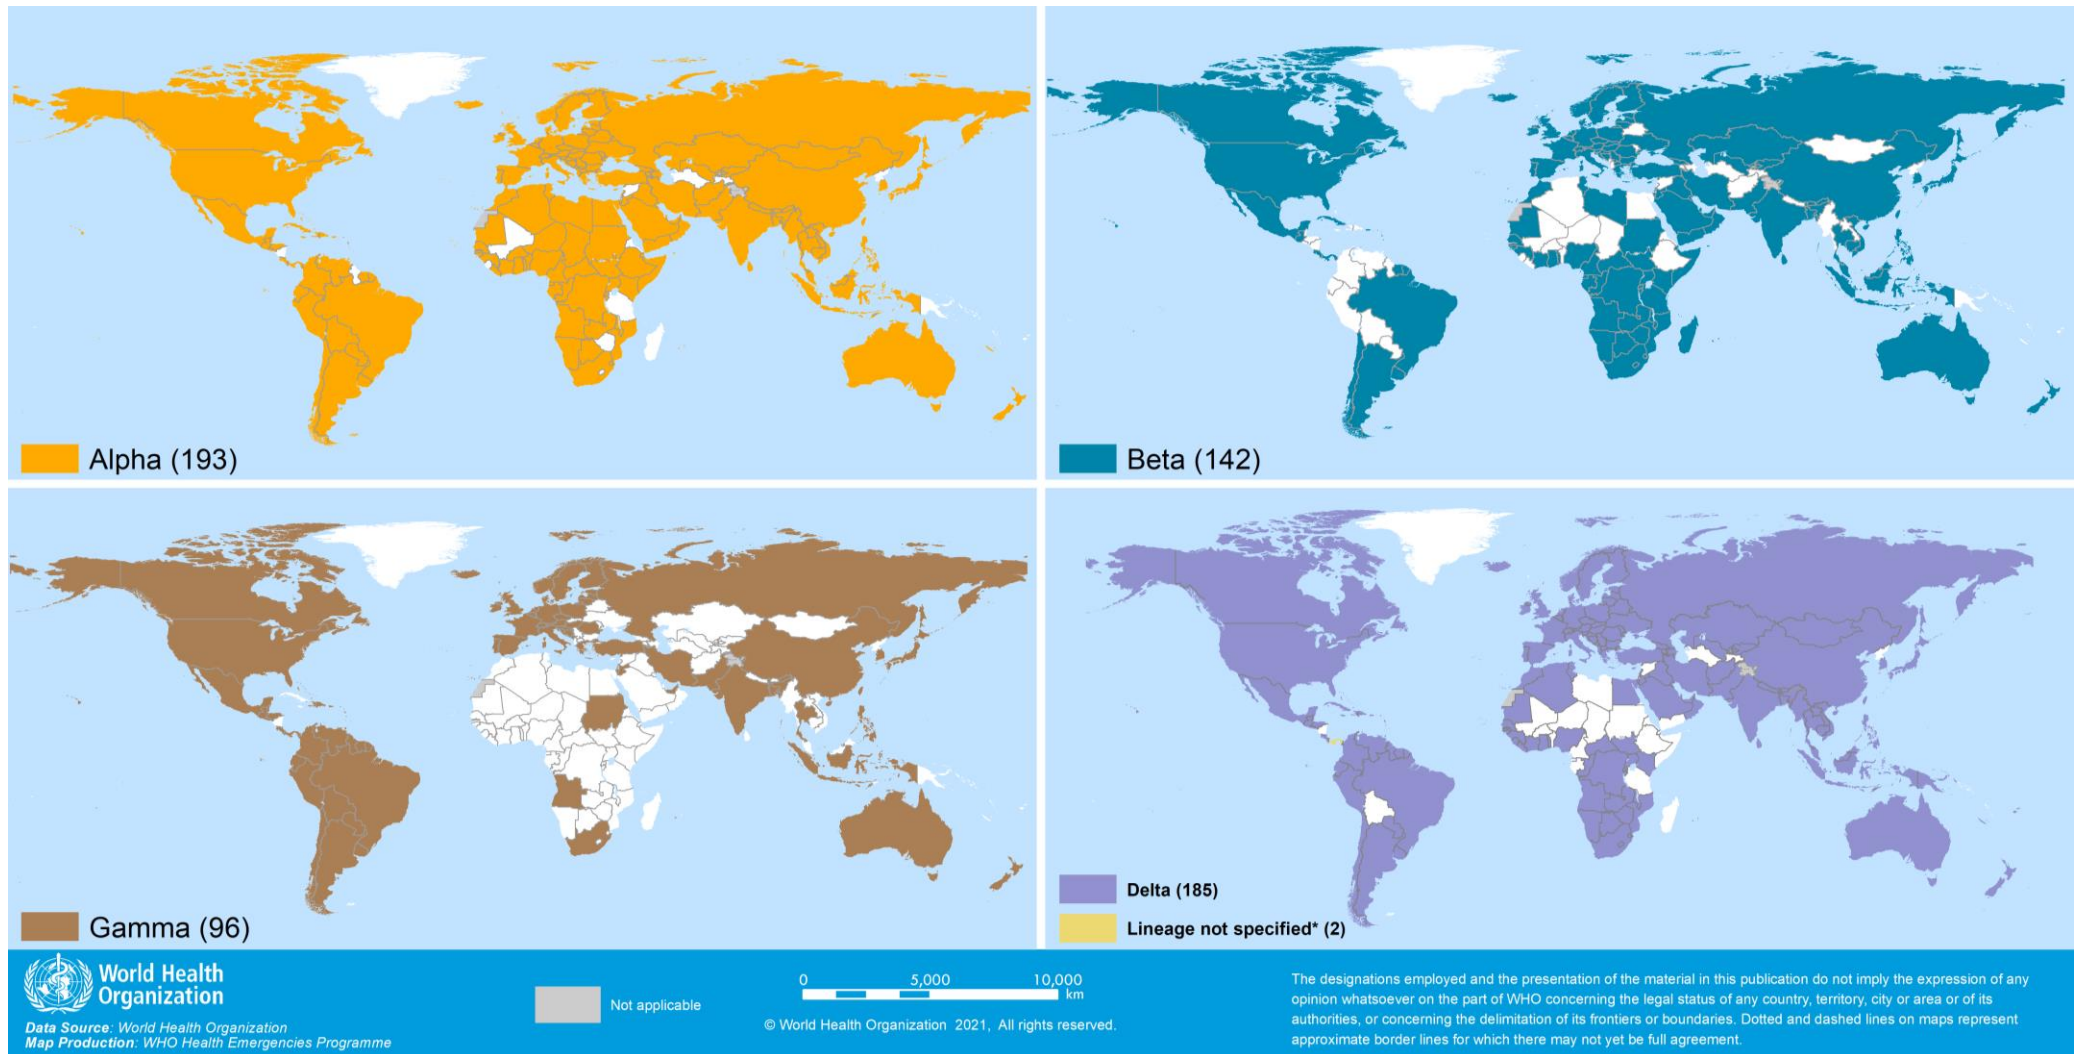 Alpha (193)
Beta (142)
Gamma (96)
Delta (185)
Lineage not specified* (2)
World Health
Organization
Data Source: World Health Organization
Map Production: WHO Health Emergencies Programme
Not applicable
0 5,000 10,000
km
© World Health Organization 2021, All rights reserved.
The designations employed and the presentation of the material in this publication do not imply the expression of any
opinion whatsoever on the part of WHO concerning the legal status of any country, territory, city or area or of its
authorities, or concerning the delimitation of its frontiers or boundaries. Dotted and dashed lines on maps represent
approximate border lines for which there may not yet be full agreement.